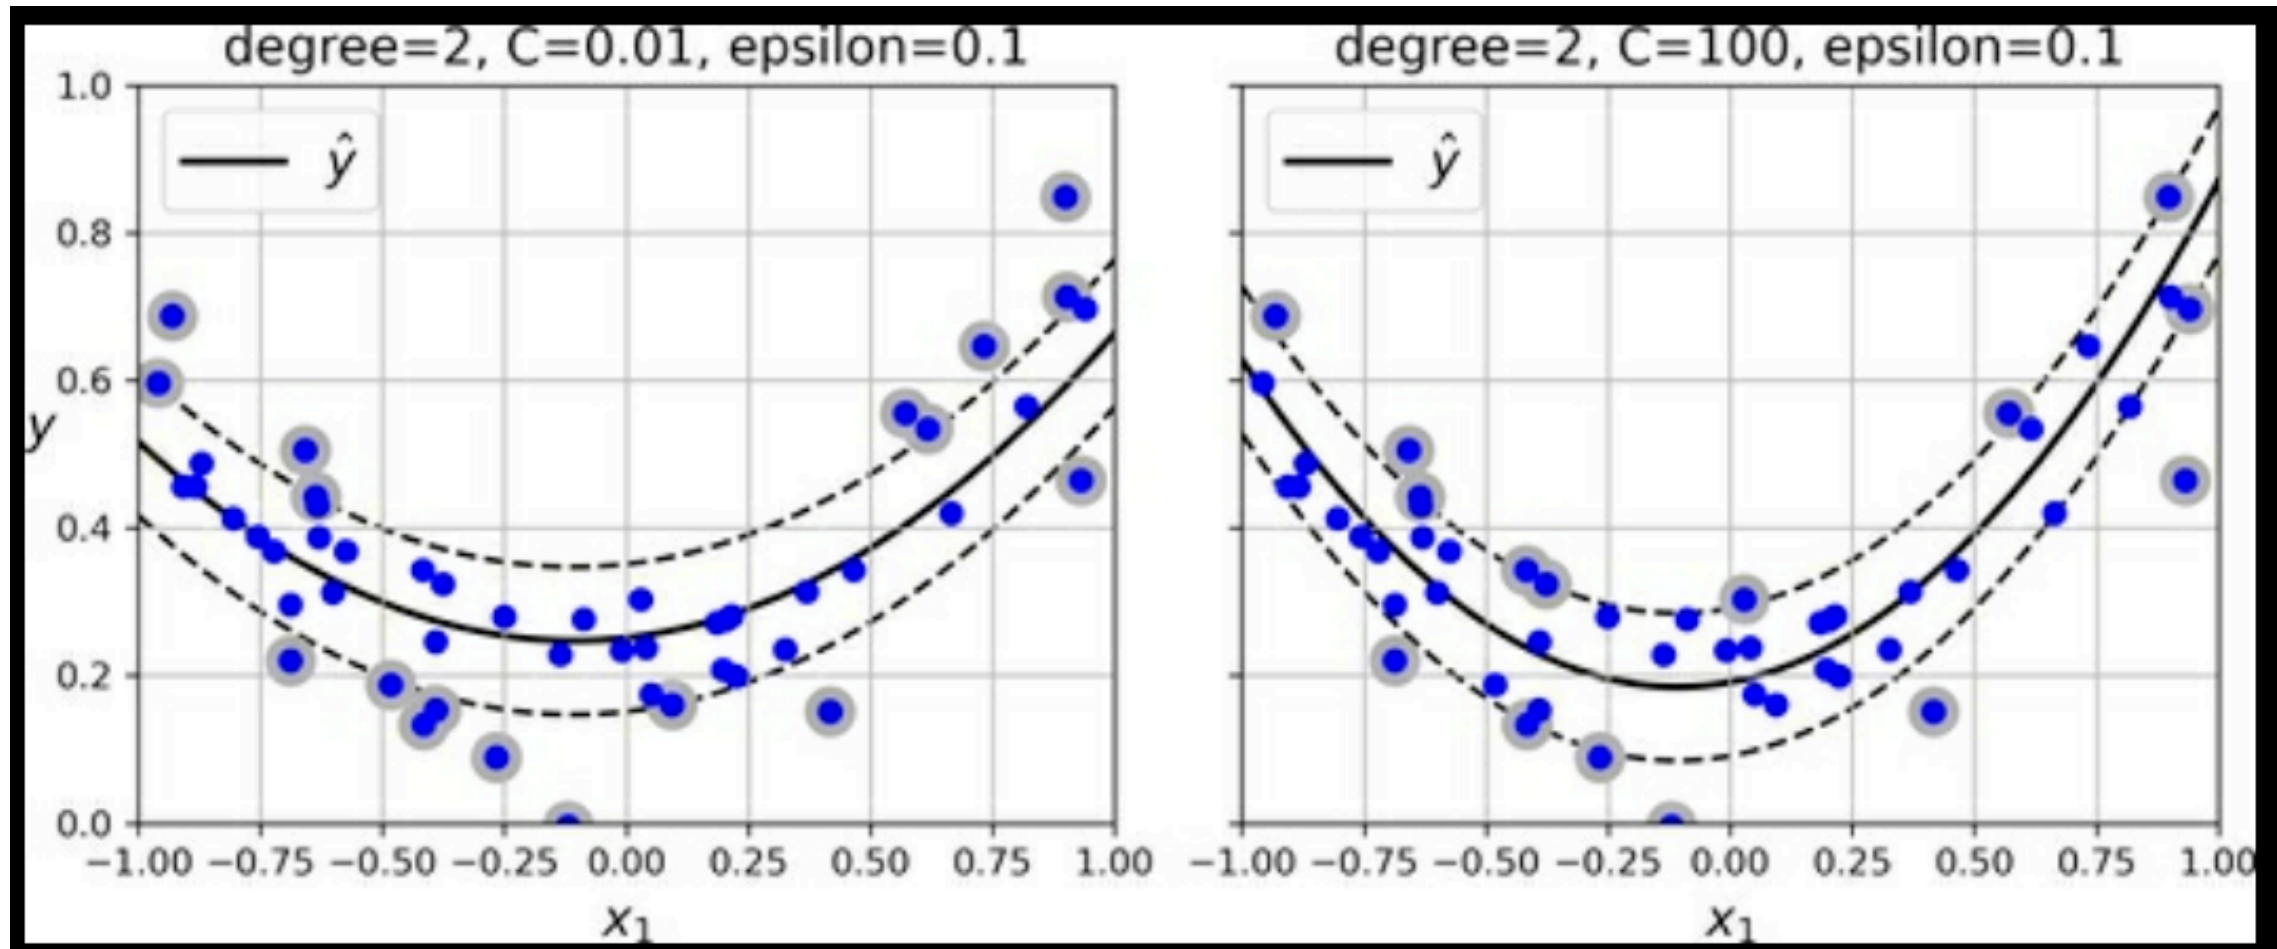 degree=2, C=0.01, epsilon=0.1
ŷ
1.0
0.8
0.6
0.4
0.2
0.0
y
−1.00 −0.75 −0.50 −0.25 0.00 0.25 0.50 0.75 1.00
x₁
degree=2, C=100, epsilon=0.1
ŷ
−1.00 −0.75 −0.50 −0.25 0.00 0.25 0.50 0.75 1.00
x₁